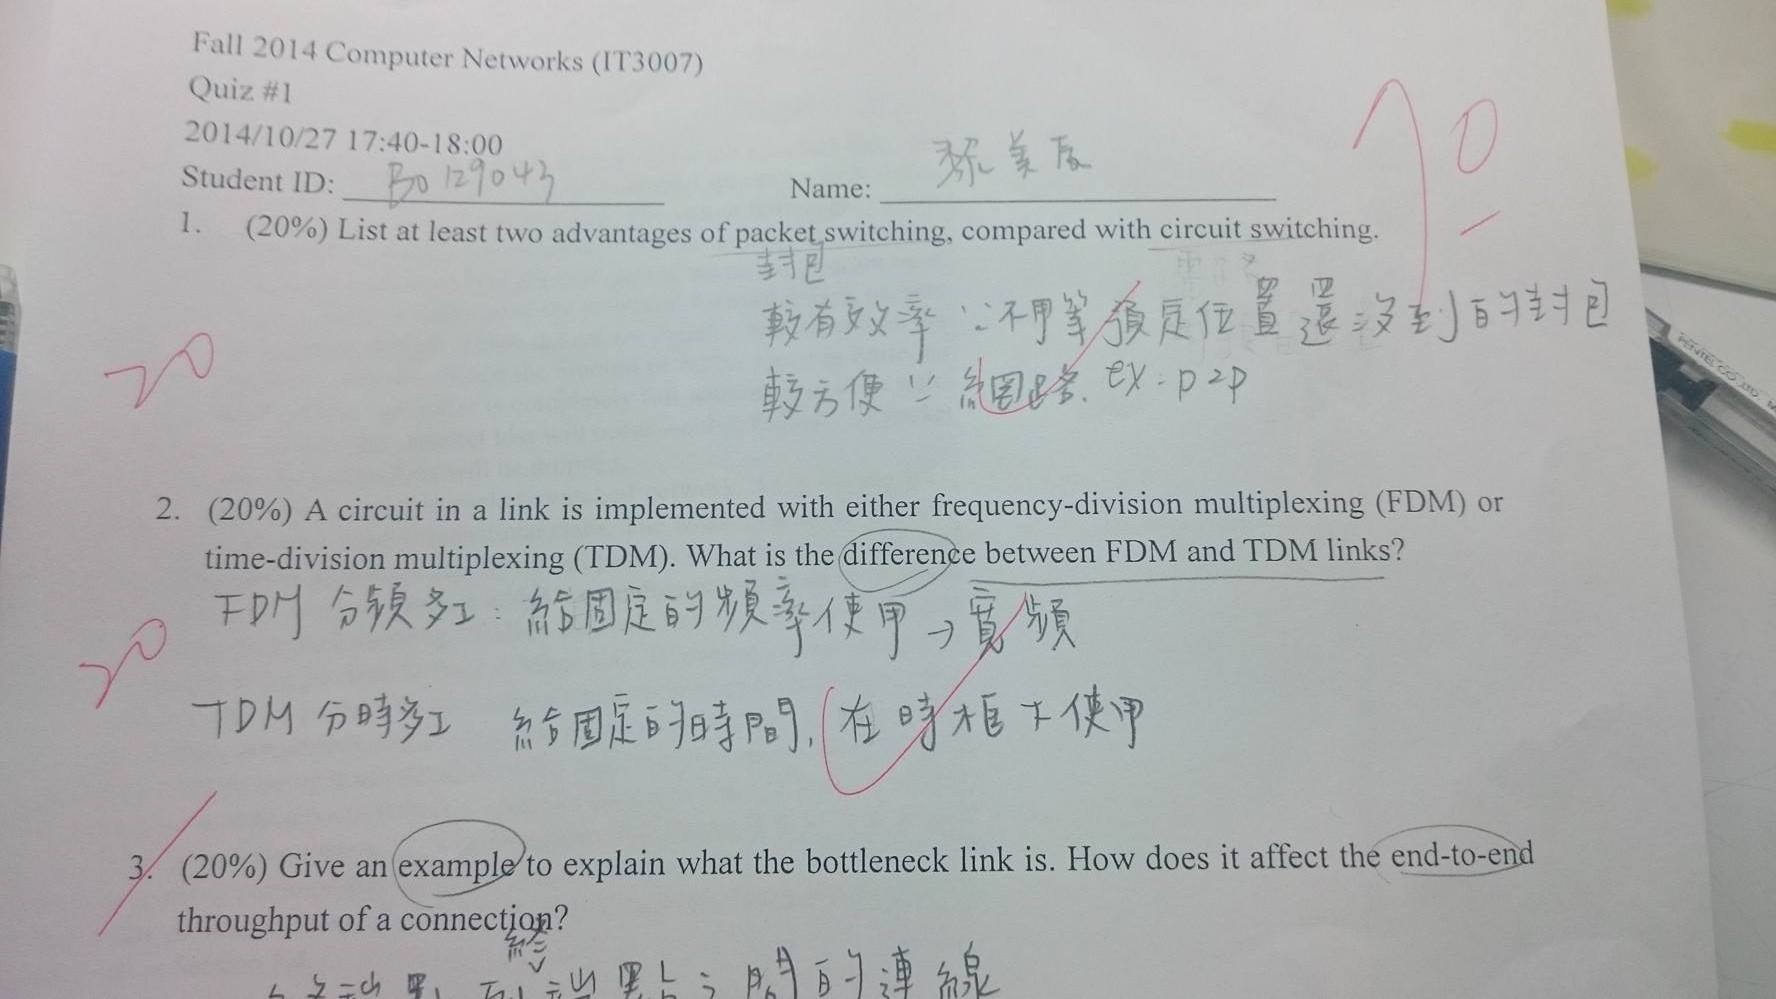 Fall 2014 Computer Networks (IT3007)
Quiz #1
2014/10/27 17:40-18:00
Student ID: B0129043 Name: 張美辰
90
1. (20%) List at least two advantages of packet switching, compared with circuit switching.
封包
較有效率 ∵不用等預定位置還沒到的封包
20
較方便 ∵ 網路. ex: p2p
2. (20%) A circuit in a link is implemented with either frequency-division multiplexing (FDM) or
time-division multiplexing (TDM). What is the difference between FDM and TDM links?
FDM 分頻多工: 給固定的頻率使用 → 寬頻
20
TDM 分時多工 給固定的時間, 在時框下使用
3. (20%) Give an example to explain what the bottleneck link is. How does it affect the end-to-end
throughput of a connection?
終
端點到端點之間的連線